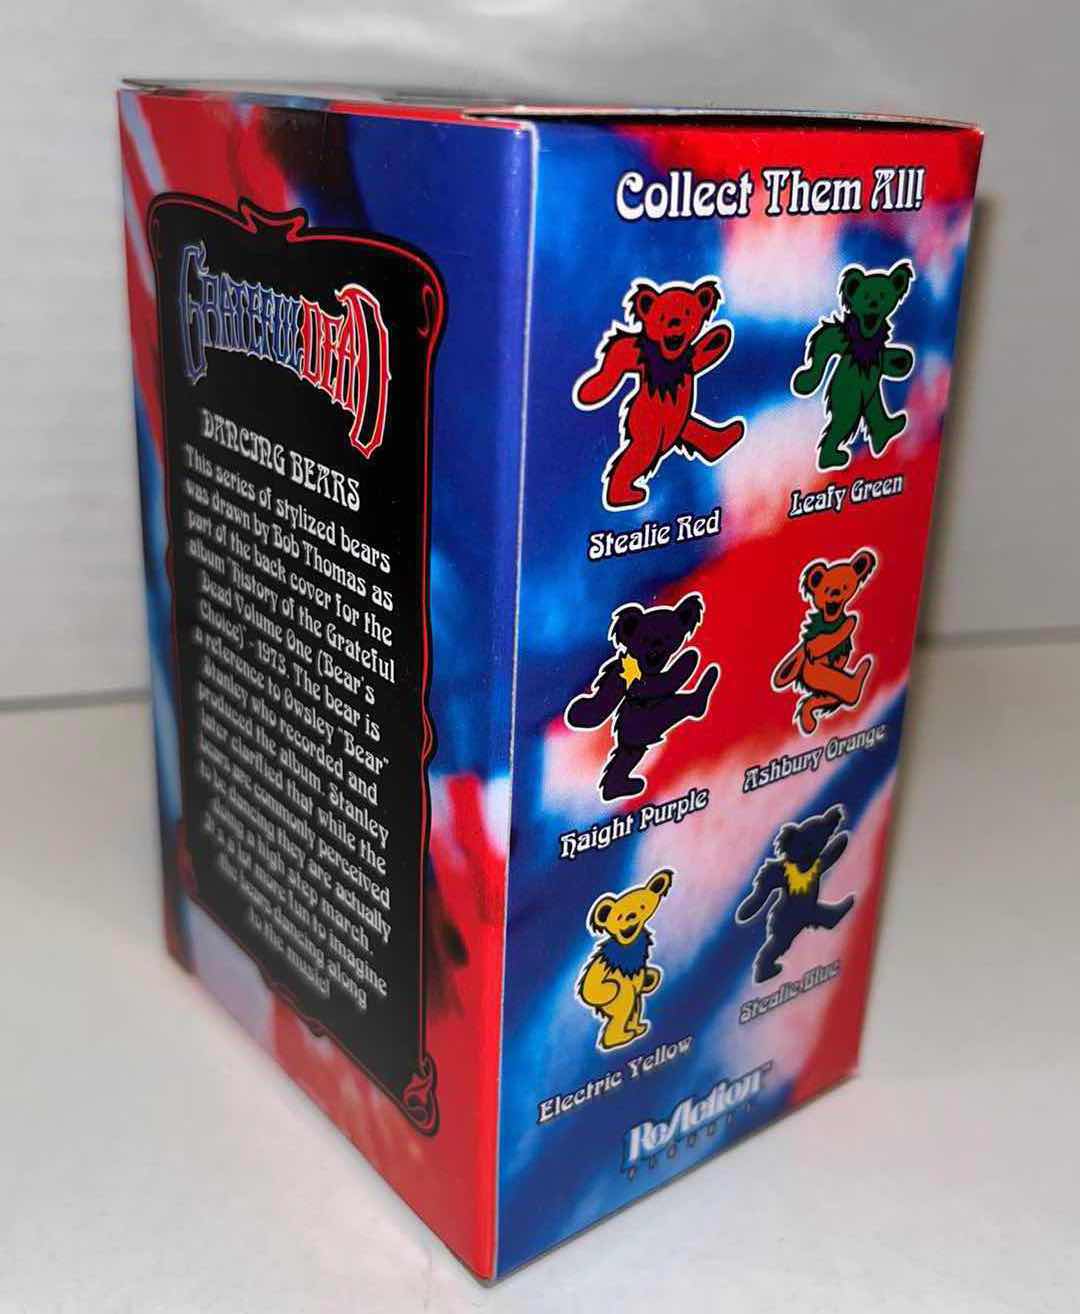 GRATEFUL DEAD
DANCING BEARS
This series of stylized bears
was drawn by Bob Thomas as
part of the back cover for the
album "History of the Grateful
Dead Volume One (Bear's
Choice)" - 1973. The bear is
a reference to Owsley "Bear"
Stanley who recorded and
produced the album. Stanley
later clarified that while the
bears are commonly perceived
to be dancing they are actually
doing a high step march.
It's a lot more fun to imagine
the bears dancing along
to the music!
Collect Them All!
Stealie Red
Leafy Green
Haight Purple
Ashbury Orange
Electric Yellow
Stealie Blue
ReAction™
FIGURES